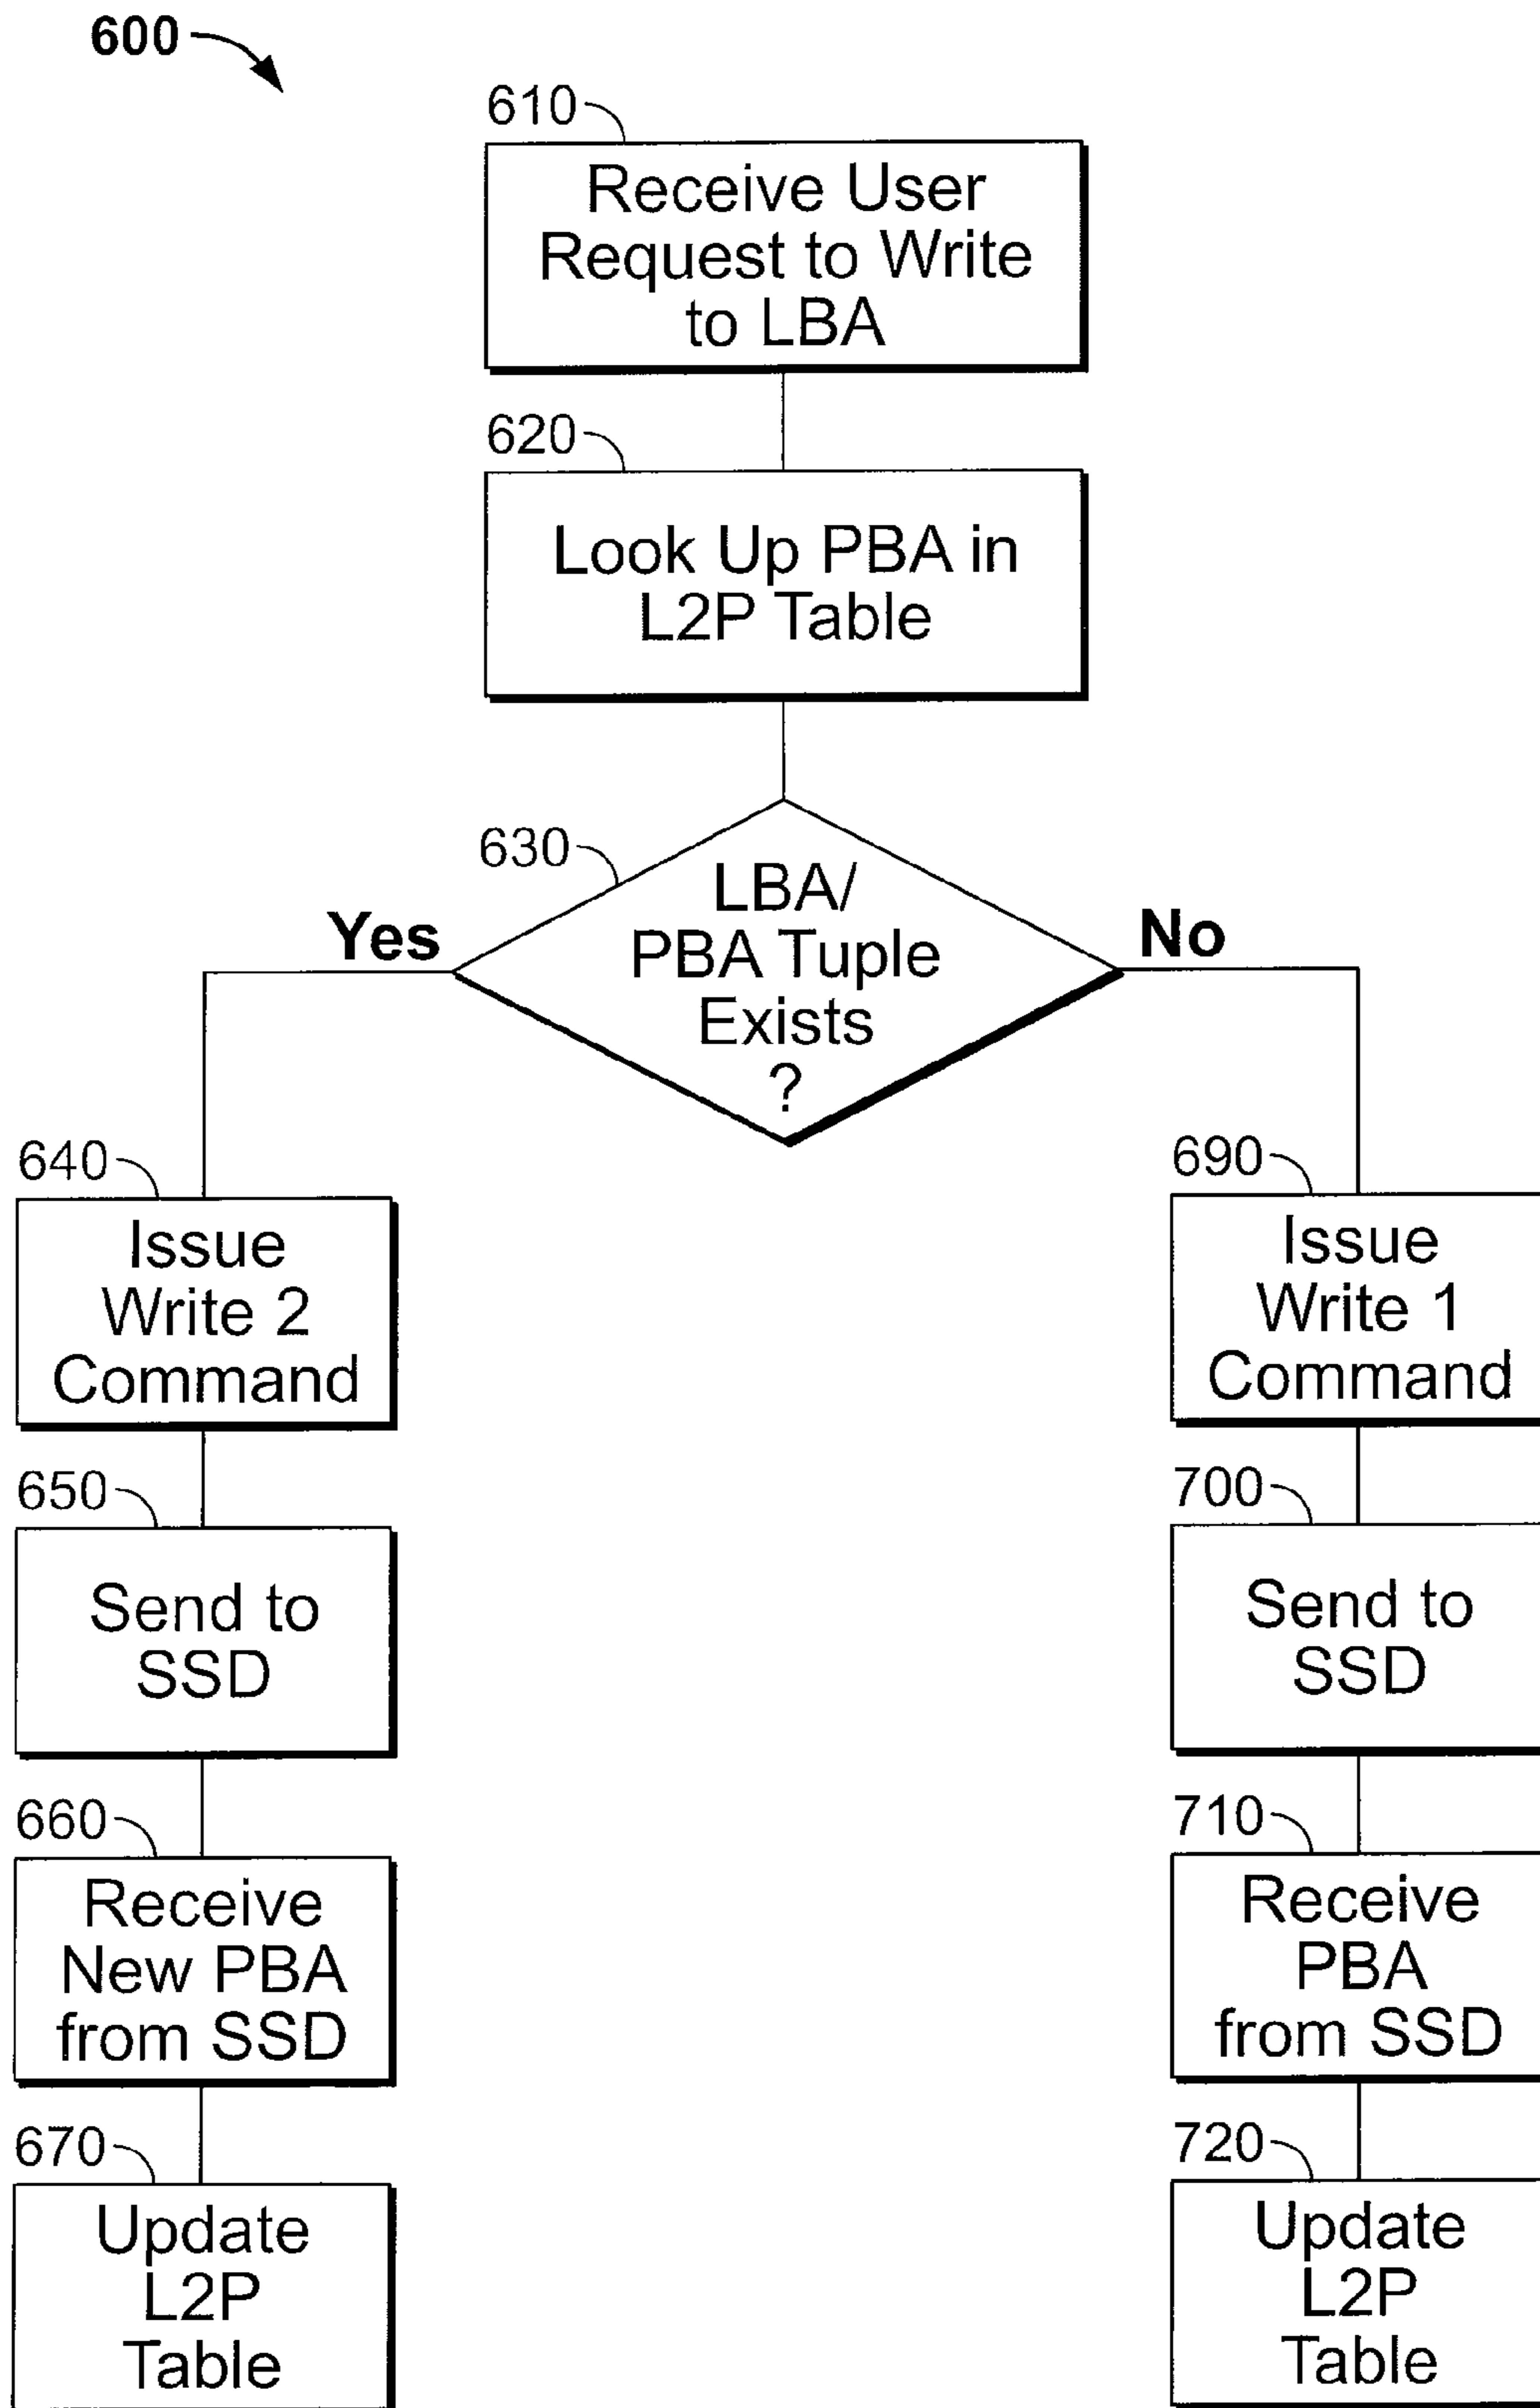 600
610
Receive User
Request to Write
to LBA
620
Look Up PBA in
L2P Table
630
LBA/
PBA Tuple
Exists
?
Yes
No
640
Issue
Write 2
Command
650
Send to
SSD
660
Receive
New PBA
from SSD
670
Update
L2P
Table
690
Issue
Write 1
Command
700
Send to
SSD
710
Receive
PBA
from SSD
720
Update
L2P
Table